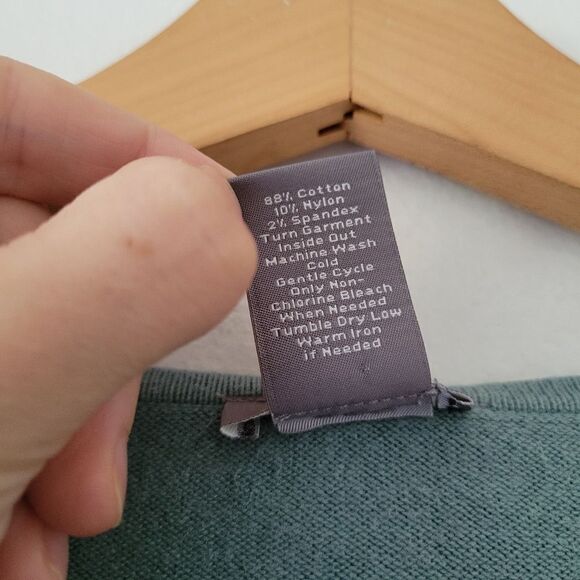 88% Cotton
10% Nylon
2% Spandex
Turn Garment
Inside Out
Machine Wash
Cold
Gentle Cycle
Only Non-
Chlorine Bleach
When Needed
Tumble Dry Low
Warm Iron
if Needed